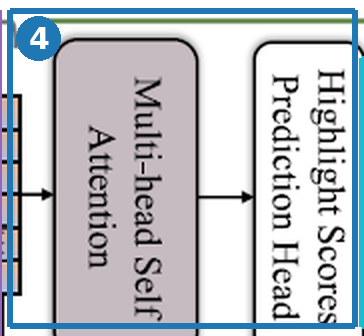 4
Multi-head Self
Attention
Highlight Scores
Prediction Head